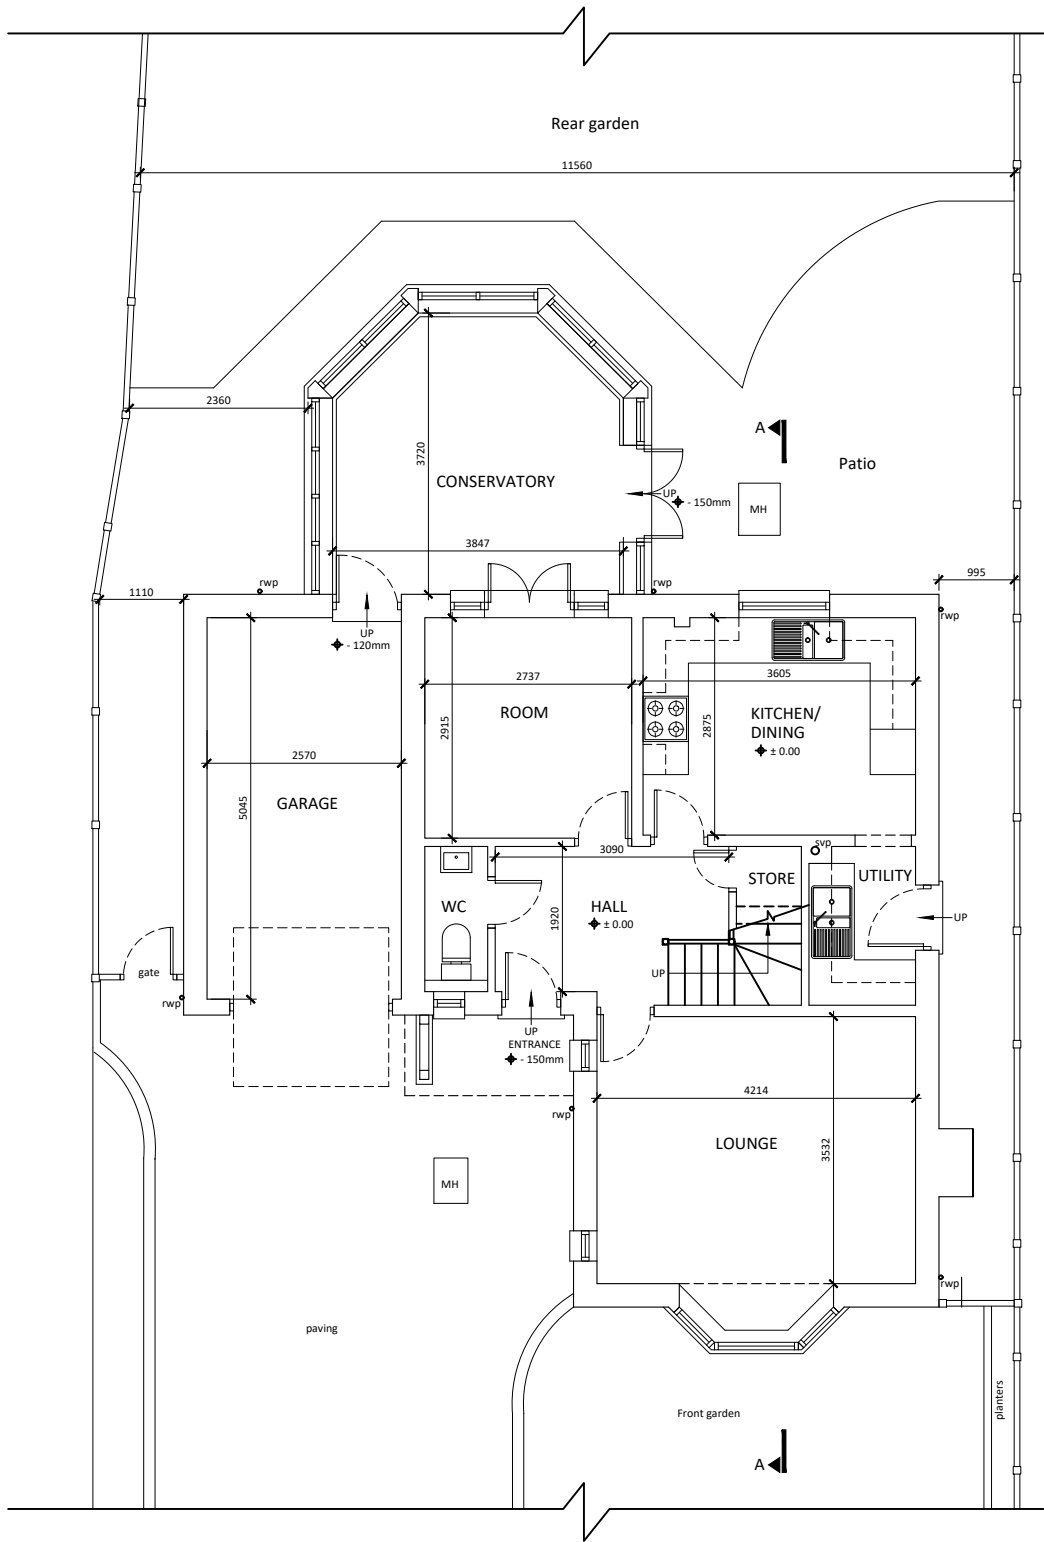 Rear garden
11560
2360
A
Patio
3720
CONSERVATORY
UP
- 150mm
MH
3847
rwp
rwp
995
1110
rwp
UP
- 120mm
2737
3605
ROOM
KITCHEN/
DINING
± 0.00
2915
2875
2570
GARAGE
5045
3090
svp
STORE
UTILITY
WC
HALL
± 0.00
1920
UP
UP
gate
rwp
UP
ENTRANCE
- 150mm
4214
rwp
LOUNGE
3532
MH
rwp
paving
planters
Front garden
A